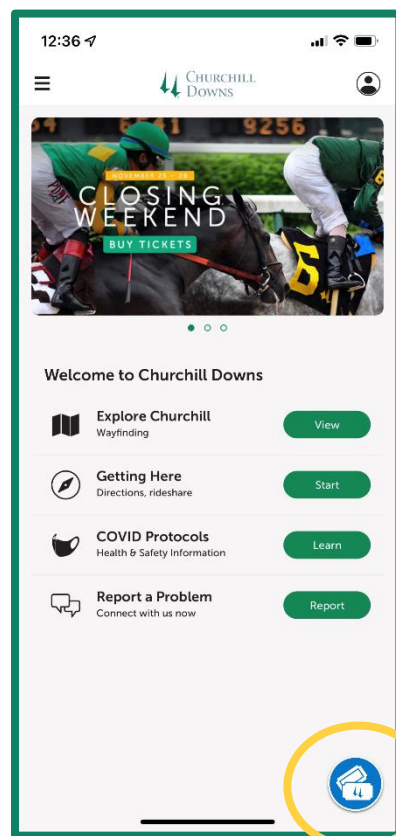 12:36
CHURCHILL
DOWNS
NOVEMBER 25 - 28
CLOSING
WEEKEND
BUY TICKETS
6
Welcome to Churchill Downs
Explore Churchill
Wayfinding
View
Getting Here
Directions, rideshare
Start
COVID Protocols
Health & Safety Information
Learn
Report a Problem
Connect with us now
Report